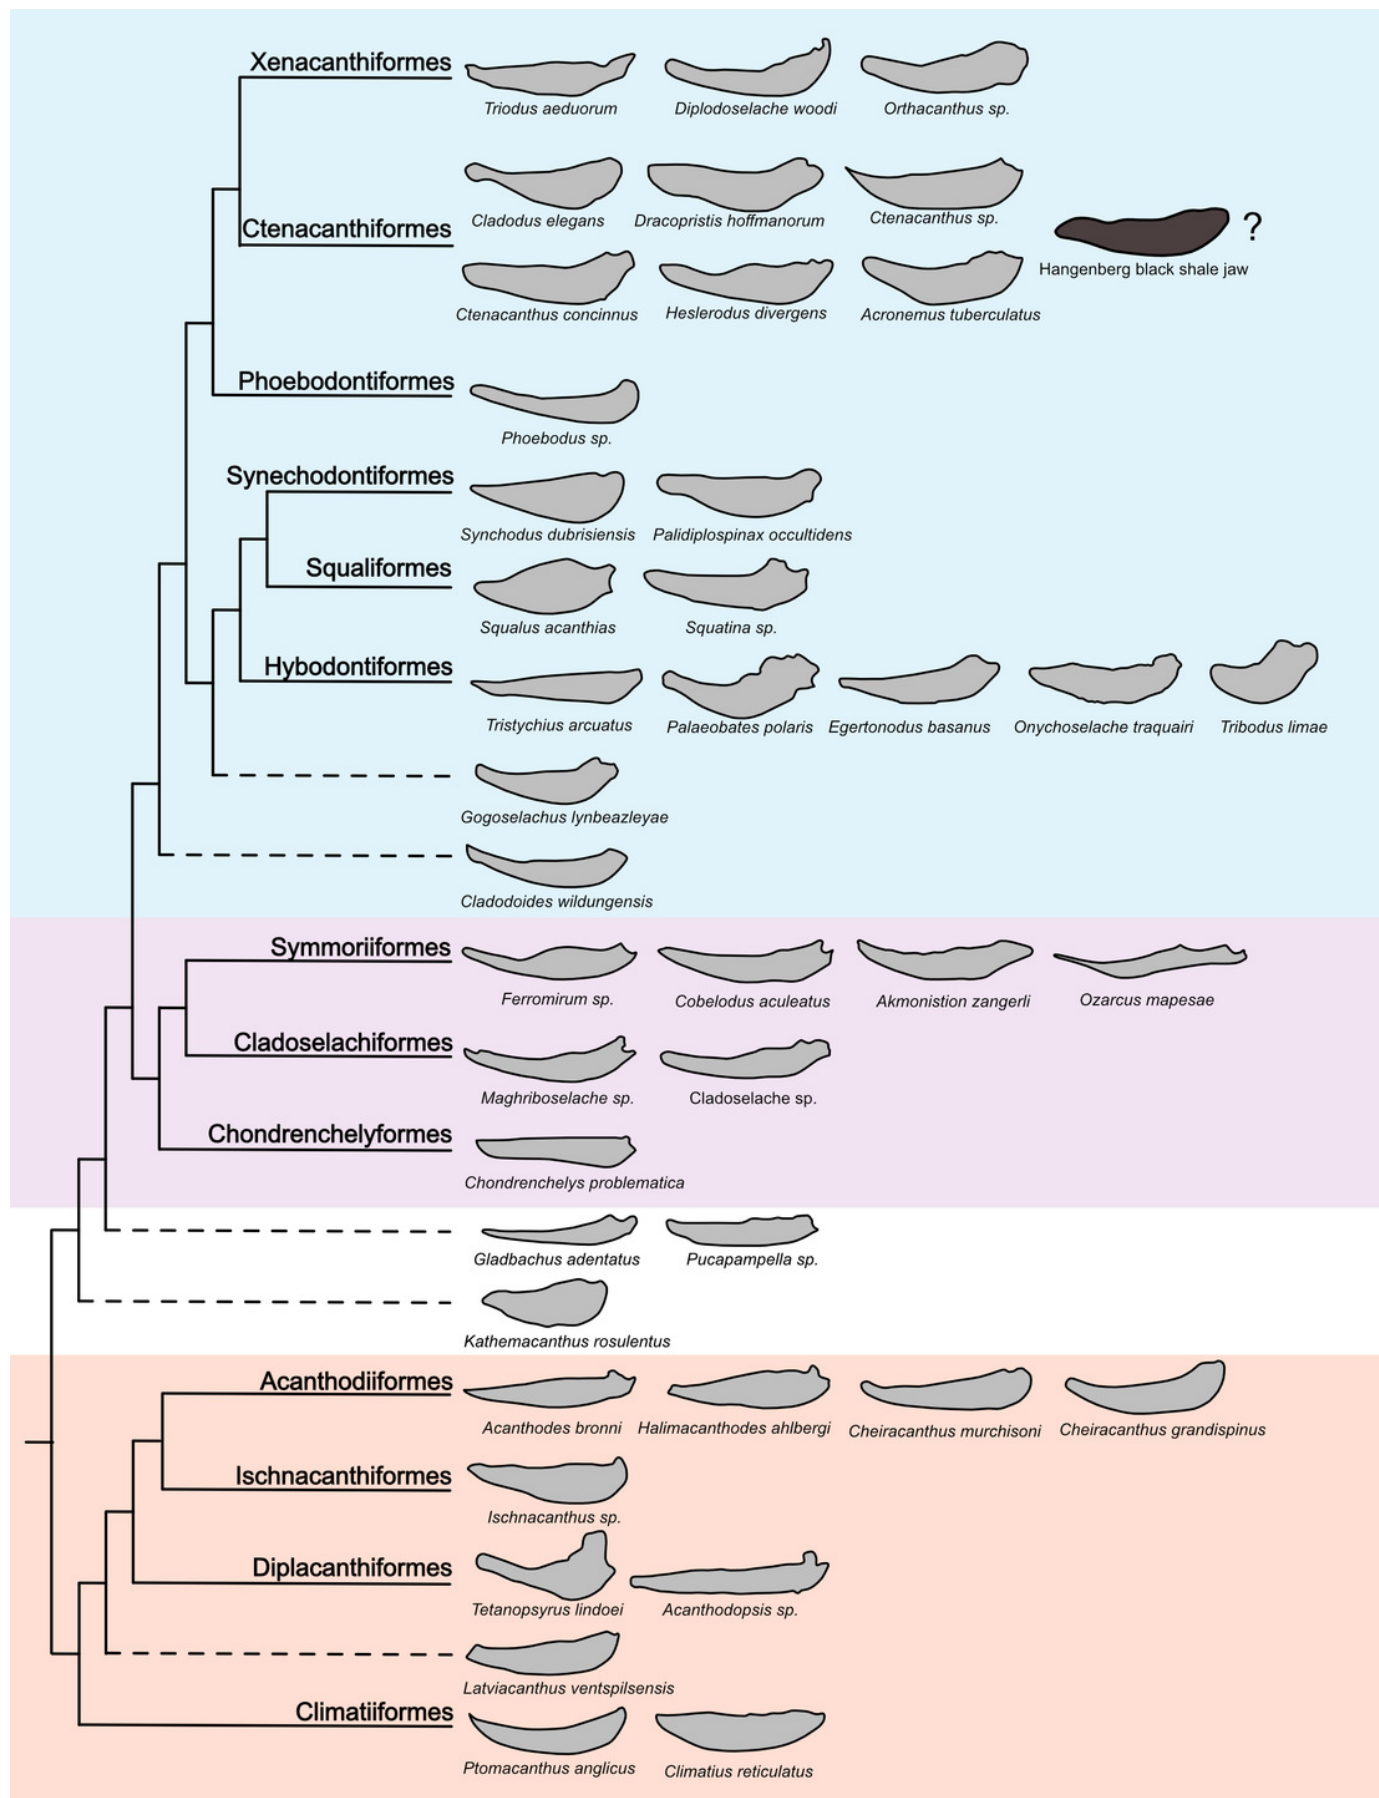 Xenacanthiformes
Triodus aeduorum
Diplodoselache woodi
Orthacanthus sp.
Ctenacanthiformes
Cladodus elegans
Dracopristis hoffmanorum
Ctenacanthus sp.
?
Hangenberg black shale jaw
Ctenacanthus concinnus
Heslerodus divergens
Acronemus tuberculatus
Phoebodontiformes
Phoebodus sp.
Synechodontiformes
Synchodus dubrisiensis
Palidiplospinax occultidens
Squaliformes
Squalus acanthias
Squatina sp.
Hybodontiformes
Tristychius arcuatus
Palaeobates polaris
Egertonodus basanus
Onychoselache traquairi
Tribodus limae
Gogoselachus lynbeazleyae
Cladodoides wildungensis
Symmoriiformes
Ferromirum sp.
Cobelodus aculeatus
Akmonistion zangerli
Ozarcus mapesae
Cladoselachiformes
Maghriboselache sp.
Cladoselache sp.
Chondrenchelyformes
Chondrenchelys problematica
Gladbachus adentatus
Pucapampella sp.
Kathemacanthus rosulentus
Acanthodiiformes
Acanthodes bronni
Halimacanthodes ahlbergi
Cheiracanthus murchisoni
Cheiracanthus grandispinus
Ischnacanthiformes
Ischnacanthus sp.
Diplacanthiformes
Tetanopsyrus lindoei
Acanthodopsis sp.
Latviacanthus ventspilsensis
Climatiiformes
Ptomacanthus anglicus
Climatius reticulatus